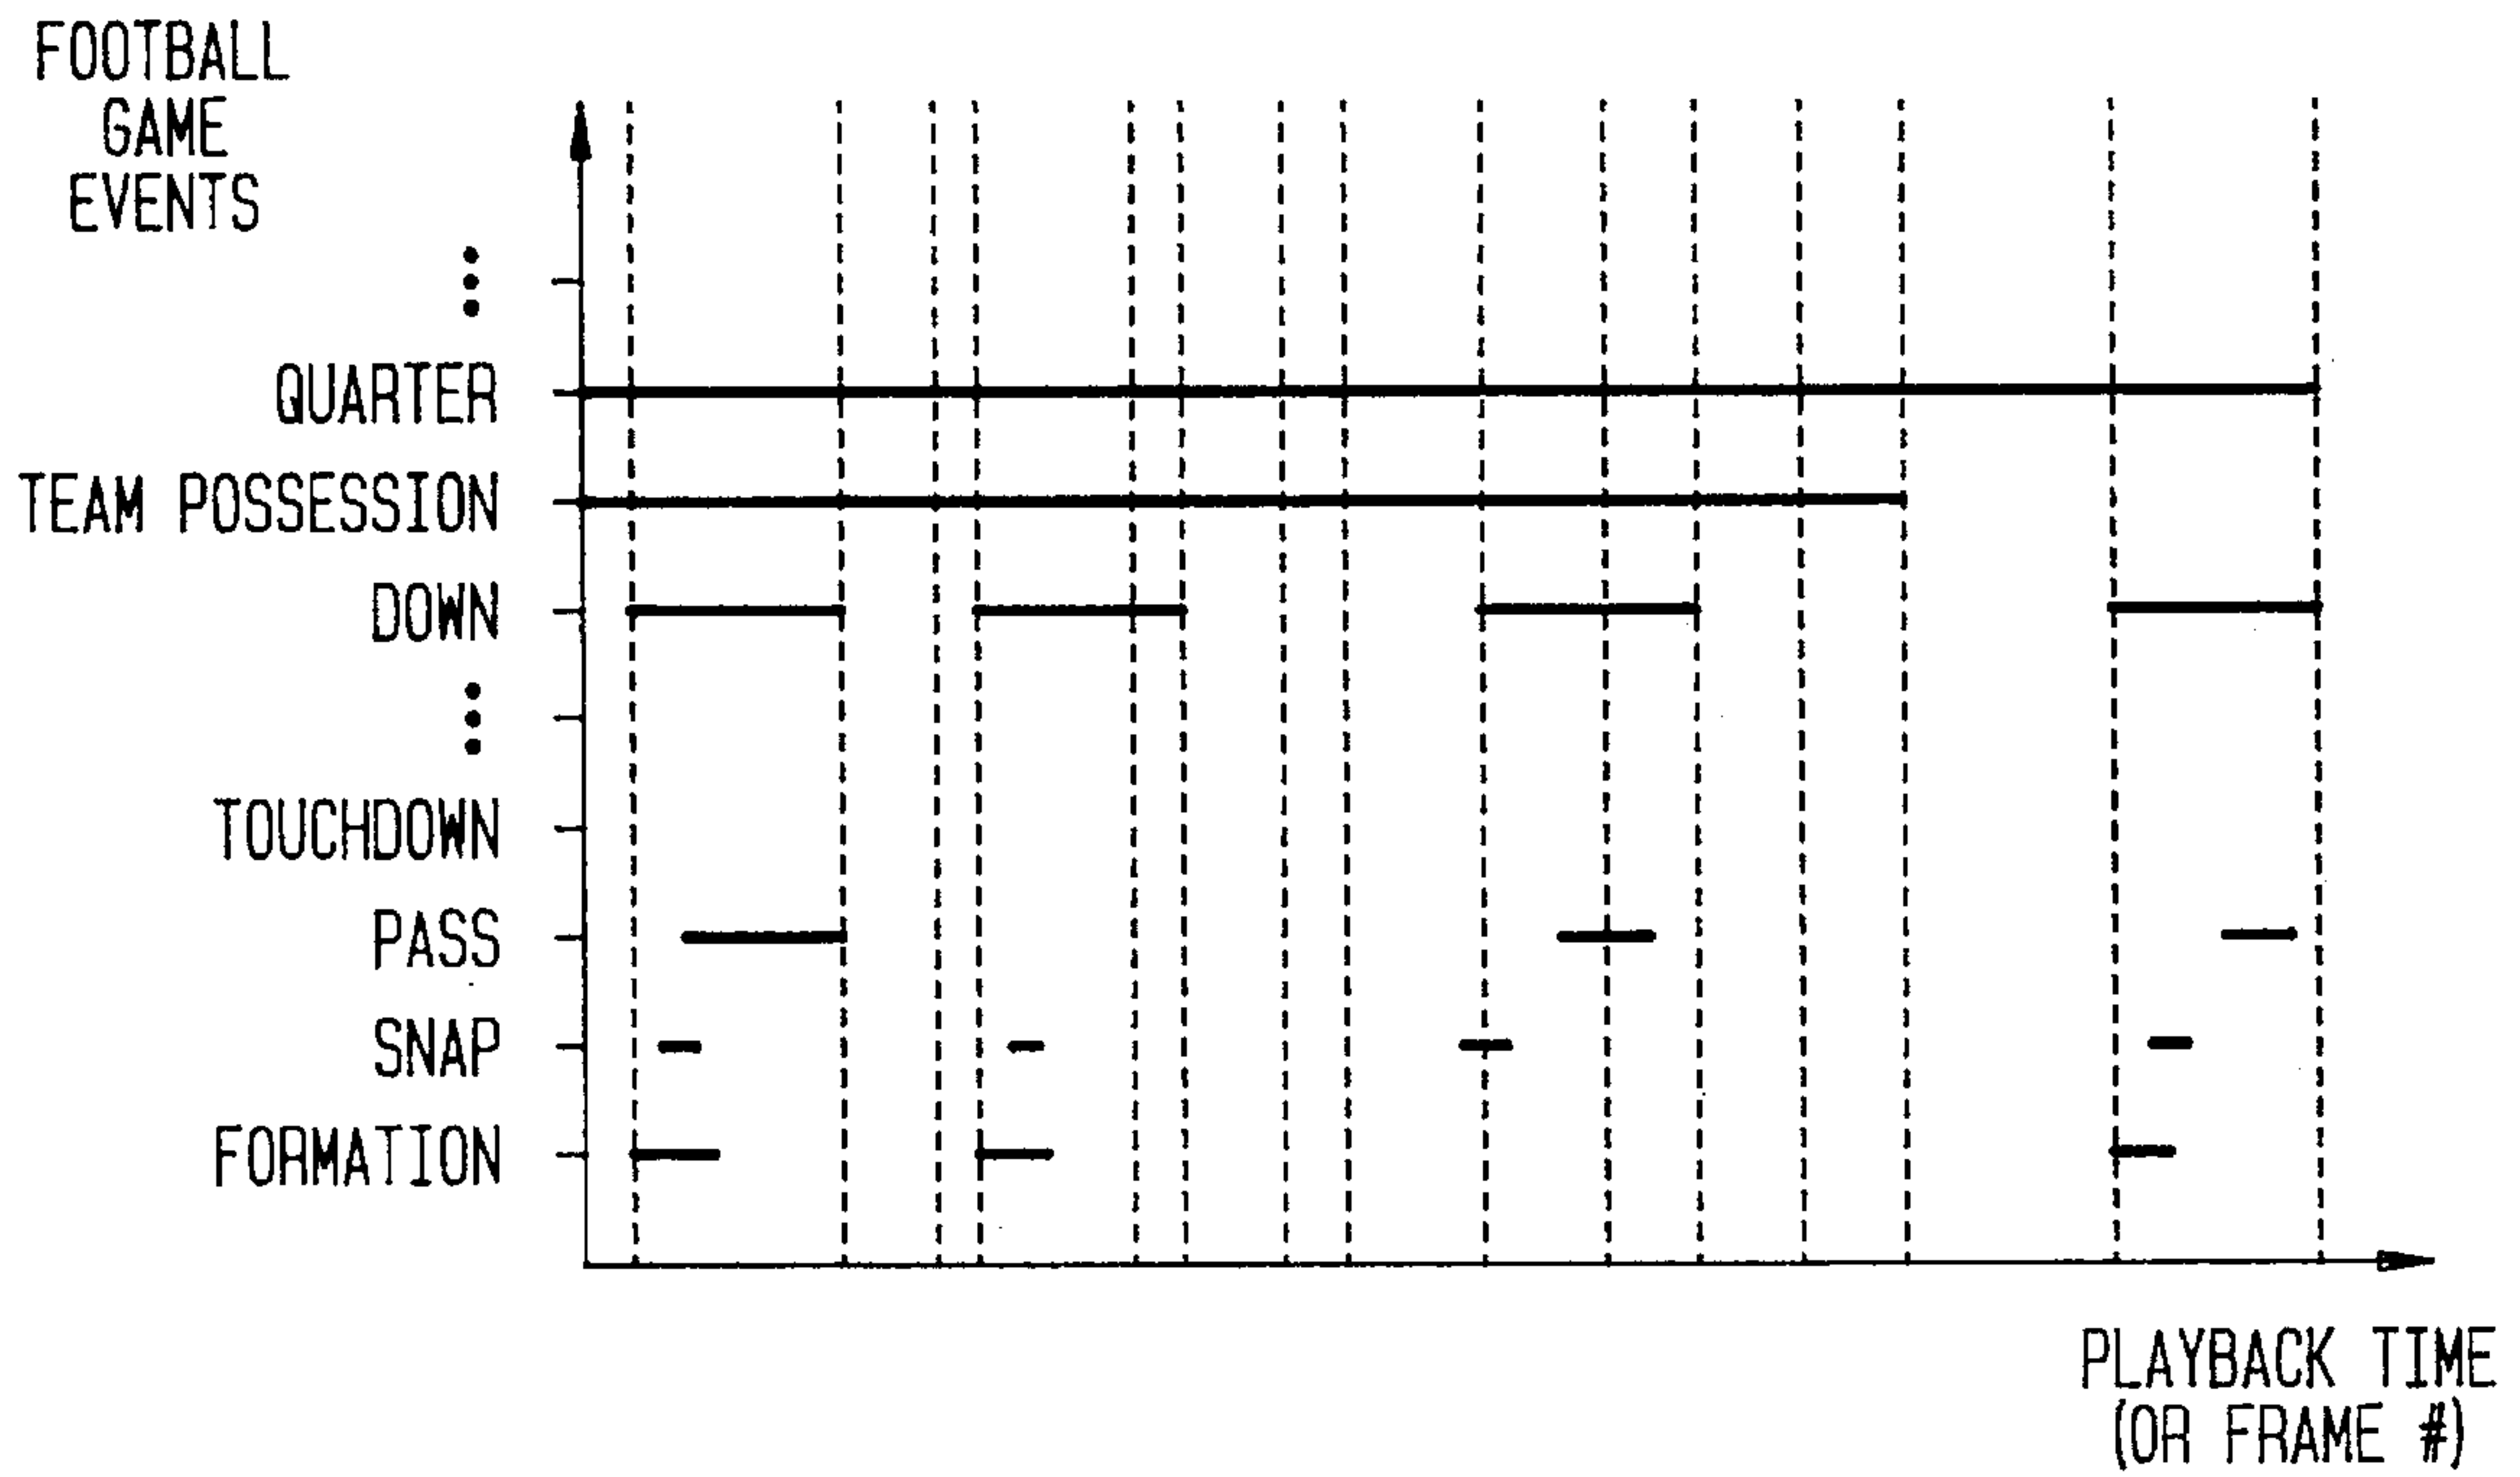 FOOTBALL
GAME
EVENTS
QUARTER
TEAM POSSESSION
DOWN
TOUCHDOWN
PASS
SNAP
FORMATION
PLAYBACK TIME
(OR FRAME #)